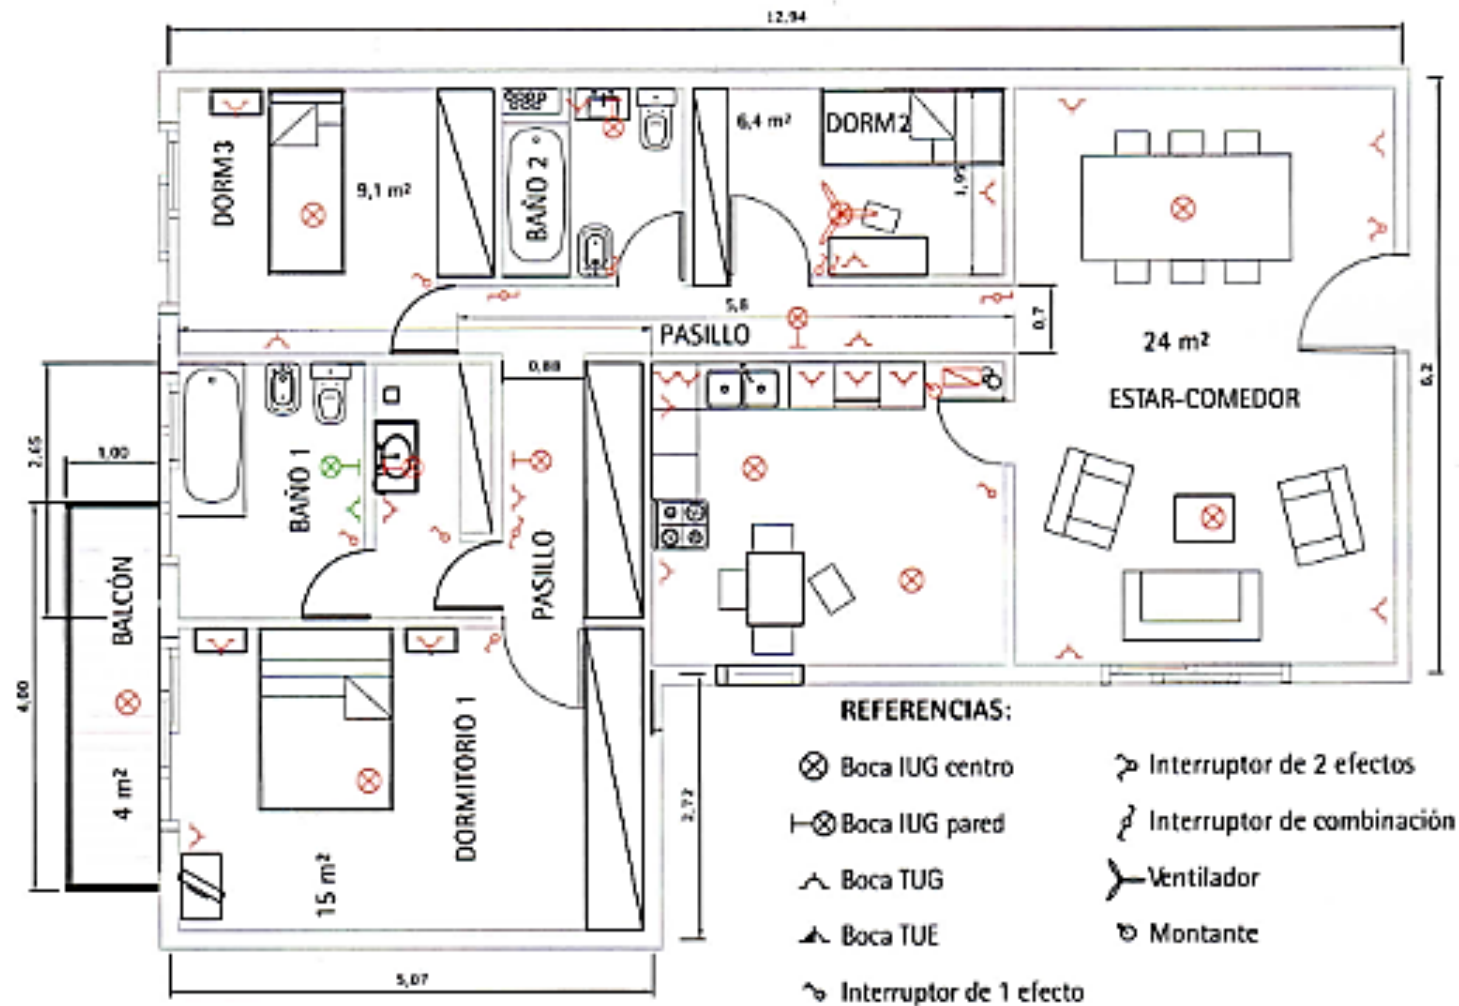 12,94
DORM3
9,1 m²
BAÑO 2
6,4 m²
DORM2
1,95
5,8
PASILLO
0,7
24 m²
ESTAR-COMEDOR
6,2
0,88
2,65
1,00
BAÑO 1
PASILLO
BALCÓN
4,00
4 m²
DORMITORIO 1
15 m²
2,72
5,07
REFERENCIAS:
Boca IUG centro
Boca IUG pared
Boca TUG
Boca TUE
Interruptor de 1 efecto
Interruptor de 2 efectos
Interruptor de combinación
Ventilador
Montante